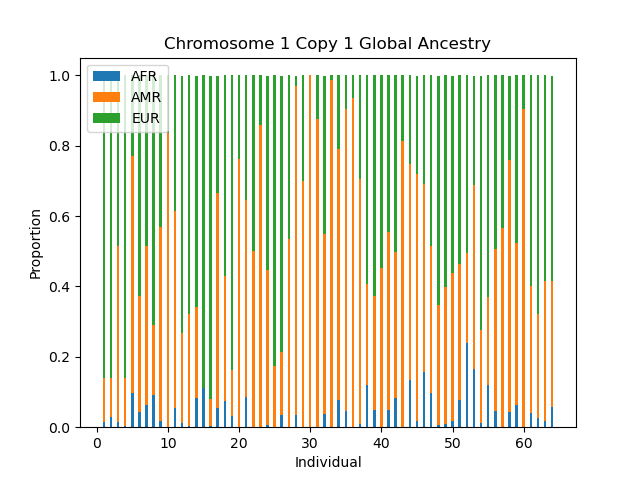 Chromosome 1 Copy 1 Global Ancestry
AFR
AMR
EUR
1.0
0.8
0.6
0.4
0.2
0.0
Proportion
0 10 20 30 40 50 60
Individual